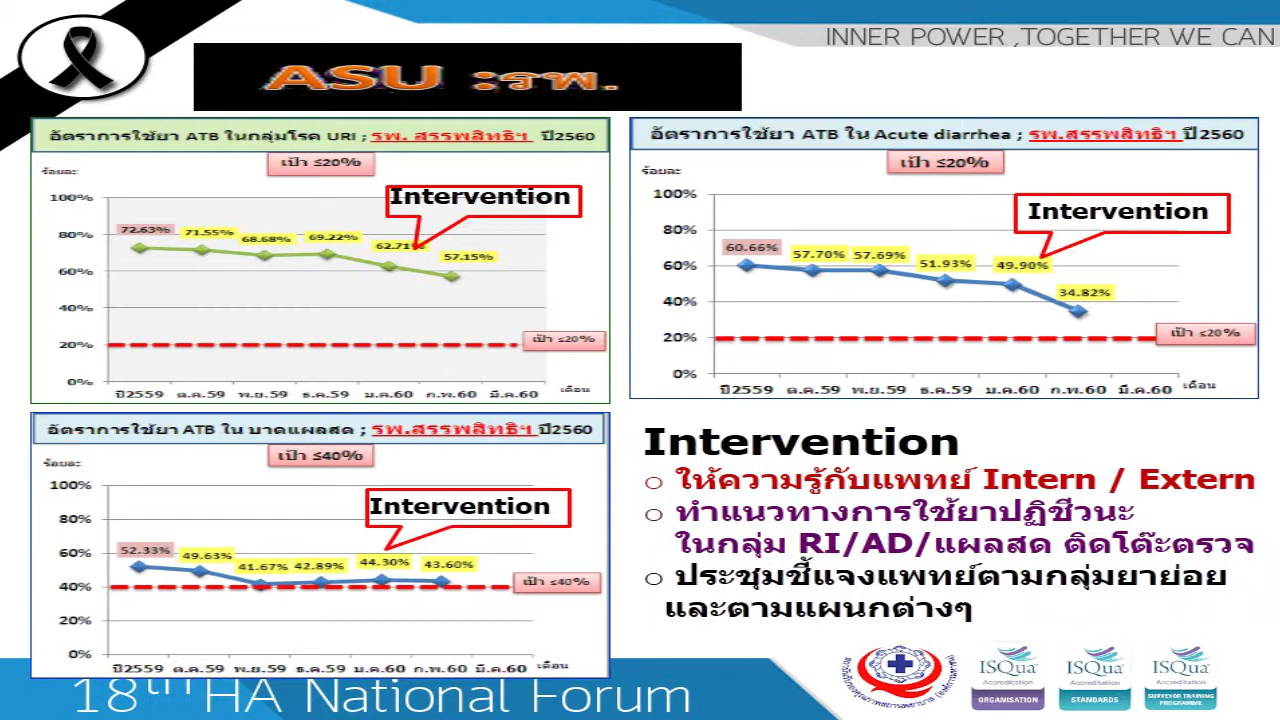 INNER POWER ,TOGETHER WE CAN
ASU :รพ.
อัตราการใช้ยา ATB ในกลุ่มโรค URI ; รพ. สรรพสิทธิฯ ปี2560
เป้า ≤20%
ร้อยละ
Intervention
100%
80%
60%
40%
20%
0%
72.63% 71.55% 68.68% 69.22% 62.71% 57.15%
เป้า ≤20%
ปี2559 ต.ค.59 พ.ย.59 ธ.ค.59 ม.ค.60 ก.พ.60 มี.ค.60 เดือน
อัตราการใช้ยา ATB ใน Acute diarrhea ; รพ.สรรพสิทธิฯ ปี2560
เป้า ≤20%
ร้อยละ
Intervention
100%
80%
60%
40%
20%
0%
60.66% 57.70% 57.69% 51.93% 49.90% 34.82%
เป้า ≤20%
ปี2559 ต.ค.59 พ.ย.59 ธ.ค.59 ม.ค.60 ก.พ.60 มี.ค.60 เดือน
อัตราการใช้ยา ATB ใน บาดแผลสด ; รพ.สรรพสิทธิฯ ปี2560
เป้า ≤40%
ร้อยละ
Intervention
100%
80%
60%
40%
20%
0%
52.33% 49.63% 41.67% 42.89% 44.30% 43.60%
เป้า ≤40%
ปี2559 ต.ค.59 พ.ย.59 ธ.ค.59 ม.ค.60 ก.พ.60 มี.ค.60 เดือน
Intervention
○ ให้ความรู้กับแพทย์ Intern / Extern
○ ทำแนวทางการใช้ยาปฏิชีวนะ
ในกลุ่ม RI/AD/แผลสด ติดโต๊ะตรวจ
○ ประชุมชี้แจงแพทย์ตามกลุ่มยาย่อย
และตามแผนกต่างๆ
18th HA National Forum
ISQua
Accreditation
ORGANISATION
ISQua
Accreditation
STANDARDS
ISQua
Accreditation
SURVEYOR TRAINING
PROGRAMME